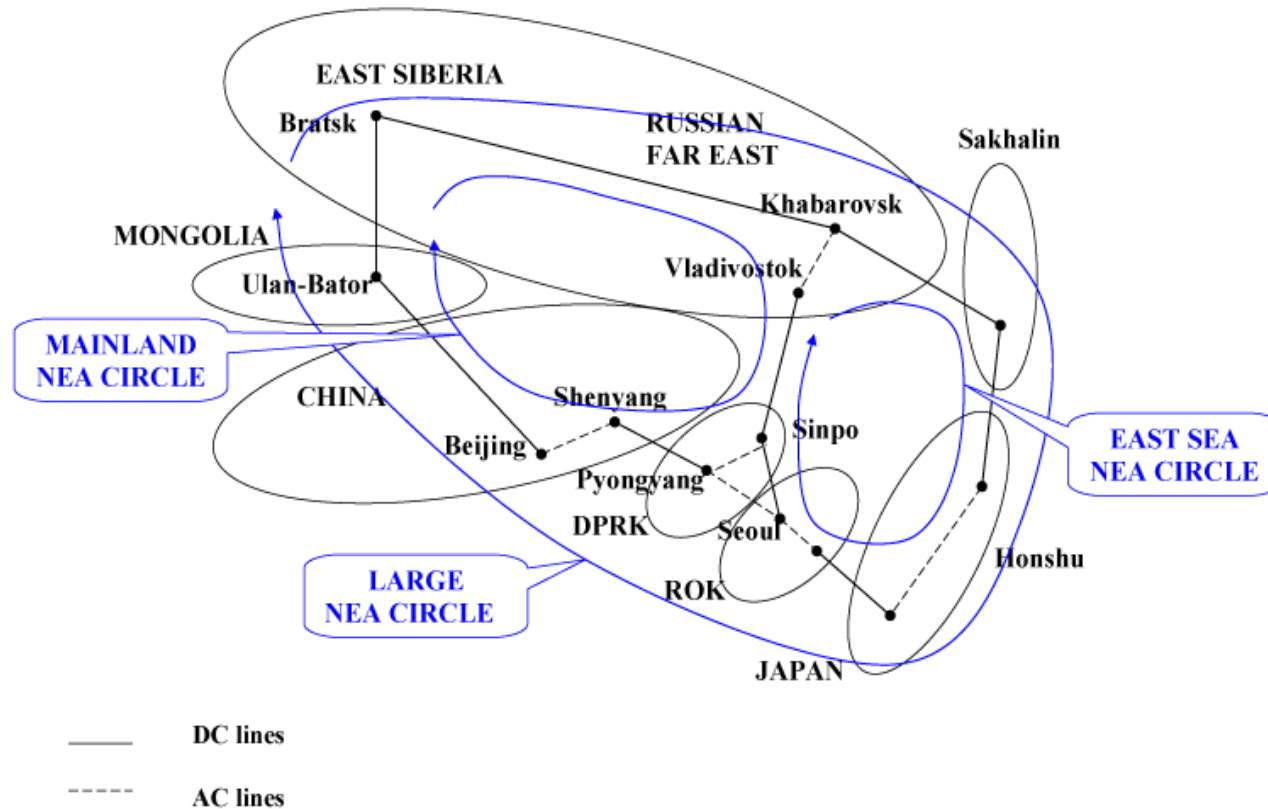 EAST SIBERIA
Bratsk
RUSSIAN
FAR EAST
Sakhalin
Khabarovsk
MONGOLIA
Vladivostok
Ulan-Bator
MAINLAND
NEA CIRCLE
CHINA
Shenyang
Beijing
Sinpo
EAST SEA
NEA CIRCLE
Pyongyang
DPRK
Seoul
Honshu
LARGE
NEA CIRCLE
ROK
JAPAN
DC lines
AC lines